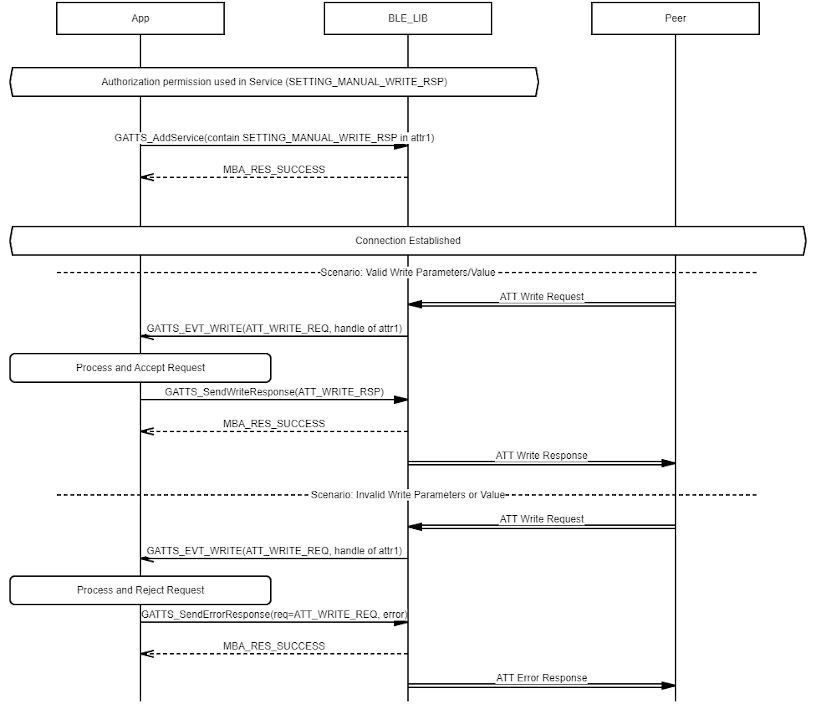 App
BLE_LIB
Peer
Authorization permission used in Service (SETTING_MANUAL_WRITE_RSP)
GATTS_AddService(contain SETTING_MANUAL_WRITE_RSP in attr1)
MBA_RES_SUCCESS
Connection Established
Scenario: Valid Write Parameters/Value
ATT Write Request
GATTS_EVT_WRITE(ATT_WRITE_REQ, handle of attr1)
Process and Accept Request
GATTS_SendWriteResponse(ATT_WRITE_RSP)
MBA_RES_SUCCESS
ATT Write Response
Scenario: Invalid Write Parameters or Value
ATT Write Request
GATTS_EVT_WRITE(ATT_WRITE_REQ, handle of attr1)
Process and Reject Request
GATTS_SendErrorResponse(req=ATT_WRITE_REQ, error)
MBA_RES_SUCCESS
ATT Error Response